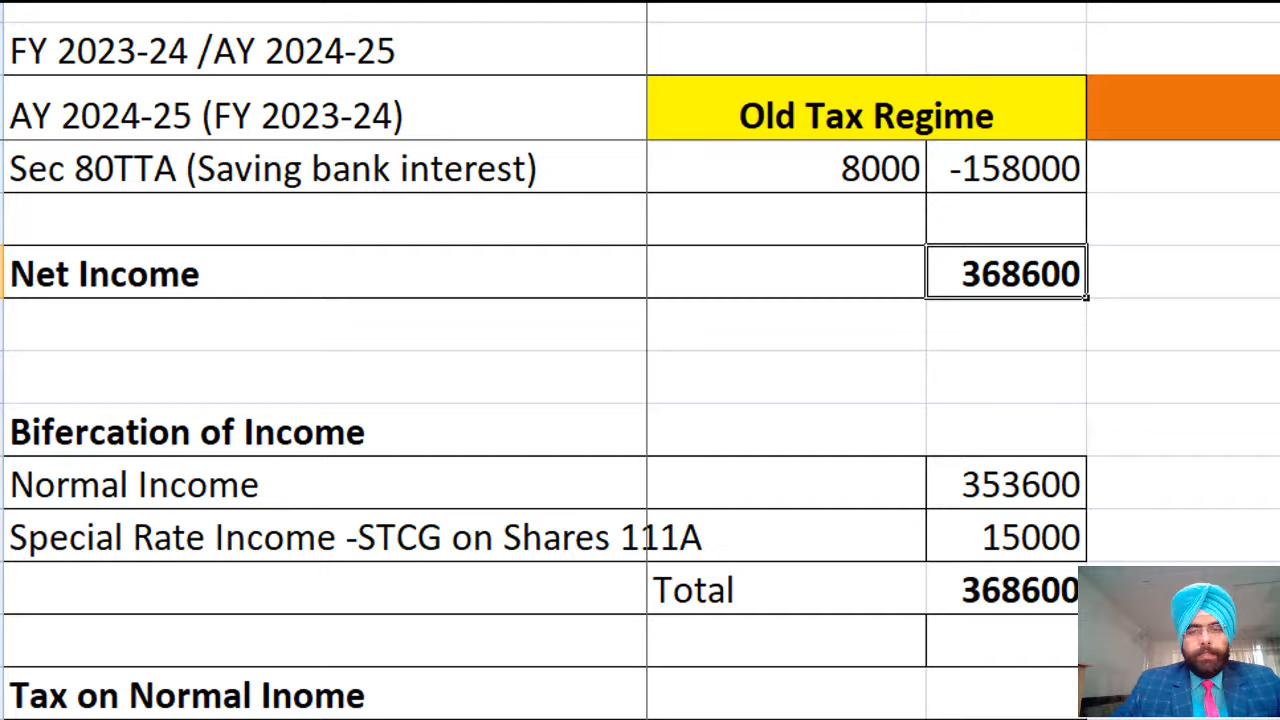 FY 2023-24 /AY 2024-25
AY 2024-25 (FY 2023-24) Old Tax Regime
Sec 80TTA (Saving bank interest) 8000 -158000
Net Income 368600
Bifercation of Income
Normal Income 353600
Special Rate Income -STCG on Shares 111A 15000
Total 368600
Tax on Normal Inome